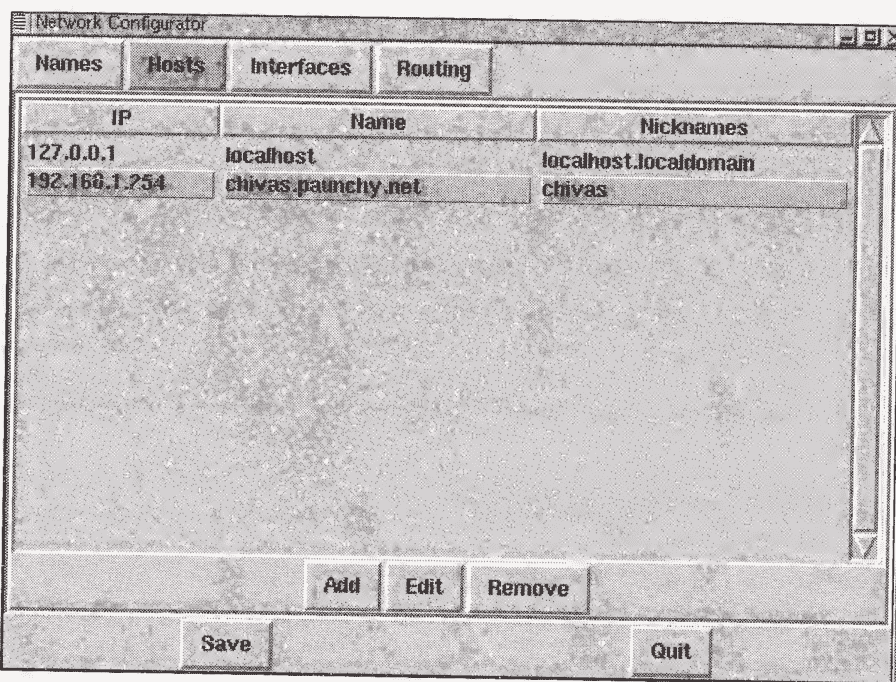 Network Configurator
Names Hosts Interfaces Routing
IP Name Nicknames
127.0.0.1 localhost localhost.localdomain
192.168.1.254 chivas.paunchy.net chivas
Add Edit Remove
Save Quit